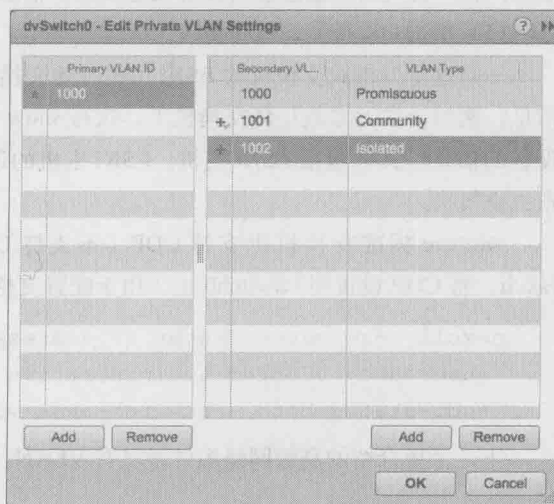 dvSwitch0 - Edit Private VLAN Settings
?
Primary VLAN ID
1000
Secondary VL...
VLAN Type
1000 Promiscuous
1001 Community
1002 Isolated
Add Remove
Add Remove
OK Cancel